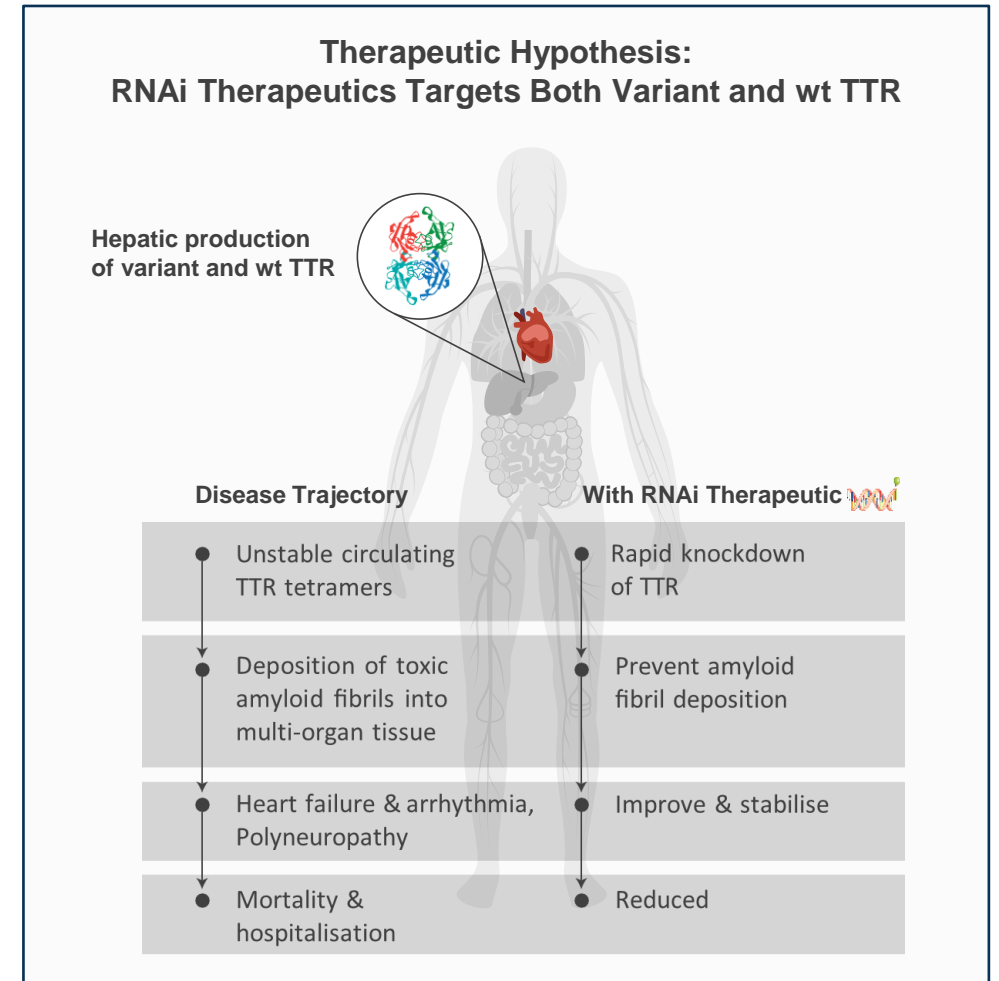 Therapeutic Hypothesis:
RNAi Therapeutics Targets Both Variant and wt TTR
Hepatic production
of variant and wt TTR
Disease Trajectory
With RNAi Therapeutic
Unstable circulating
TTR tetramers
Rapid knockdown
of TTR
Deposition of toxic
amyloid fibrils into
multi-organ tissue
Prevent amyloid
fibril deposition
Heart failure & arrhythmia,
Polyneuropathy
Improve & stabilise
Mortality &
hospitalisation
Reduced